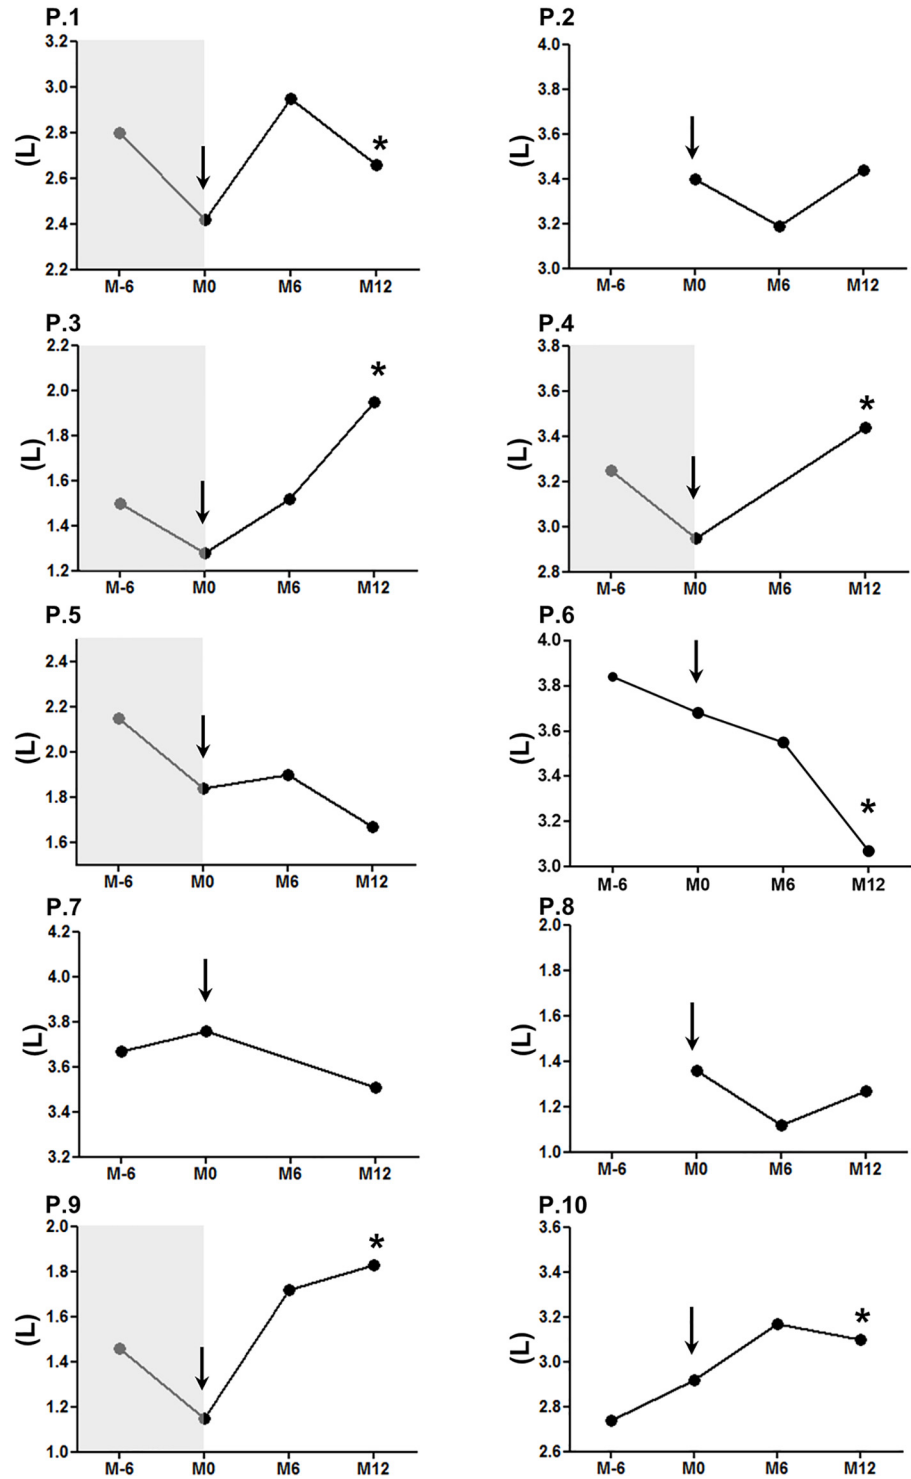 P.1
(L)
3.2
3.0
2.8
2.6
2.4
2.2
*
M-6 M0 M6 M12
P.2
(L)
4.0
3.8
3.6
3.4
3.2
3.0
M-6 M0 M6 M12
P.3
(L)
2.2
2.0
1.8
1.6
1.4
1.2
*
M-6 M0 M6 M12
P.4
(L)
3.8
3.6
3.4
3.2
3.0
2.8
*
M-6 M0 M6 M12
P.5
(L)
2.4
2.2
2.0
1.8
1.6
M-6 M0 M6 M12
P.6
(L)
4.0
3.8
3.6
3.4
3.2
3.0
*
M-6 M0 M6 M12
P.7
(L)
4.2
4.0
3.8
3.6
3.4
3.2
M-6 M0 M6 M12
P.8
(L)
2.0
1.8
1.6
1.4
1.2
1.0
M-6 M0 M6 M12
P.9
(L)
2.0
1.8
1.6
1.4
1.2
1.0
*
M-6 M0 M6 M12
P.10
(L)
3.6
3.4
3.2
3.0
2.8
2.6
*
M-6 M0 M6 M12